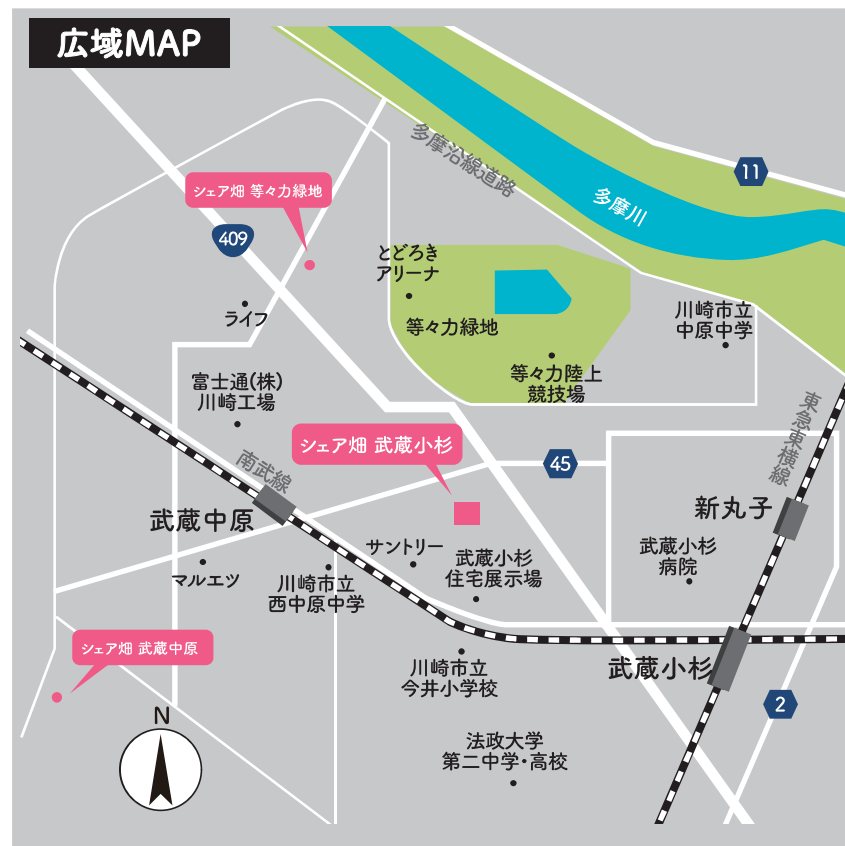 広域MAP
多摩沿線道路
11
シェア畑 等々力緑地
多摩川
409
とどろき
アリーナ
ライフ
等々力緑地
川崎市立
中原中学
富士通(株)
川崎工場
等々力陸上
競技場
東急東横線
シェア畑 武蔵小杉
南武線
45
武蔵中原
新丸子
サントリー
武蔵小杉
住宅展示場
武蔵小杉
病院
マルエツ
川崎市立
西中原中学
シェア畑 武蔵中原
川崎市立
今井小学校
武蔵小杉
2
N
法政大学
第二中学・高校